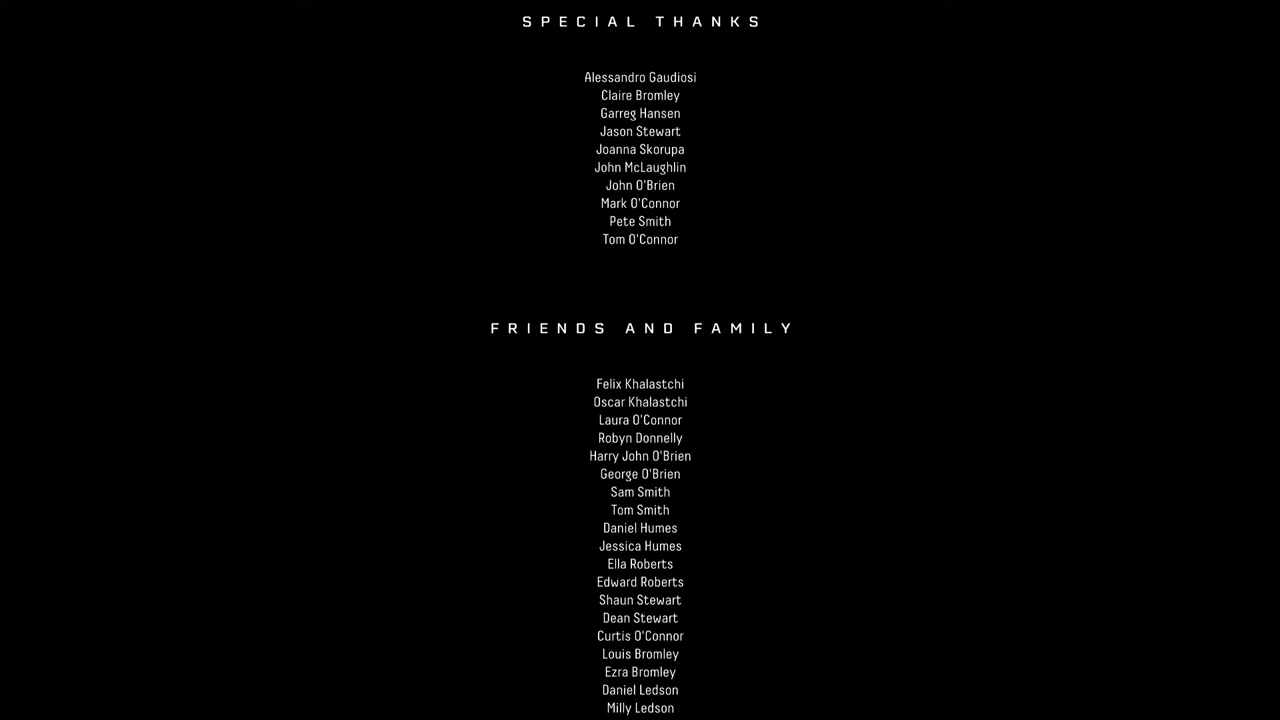 SPECIAL THANKS
Alessandro Gaudiosi
Claire Bromley
Garreg Hansen
Jason Stewart
Joanna Skorupa
John McLaughlin
John O'Brien
Mark O'Connor
Pete Smith
Tom O'Connor
FRIENDS AND FAMILY
Felix Khalastchi
Oscar Khalastchi
Laura O'Connor
Robyn Donnelly
Harry John O'Brien
George O'Brien
Sam Smith
Tom Smith
Daniel Humes
Jessica Humes
Ella Roberts
Edward Roberts
Shaun Stewart
Dean Stewart
Curtis O'Connor
Louis Bromley
Ezra Bromley
Daniel Ledson
Milly Ledson